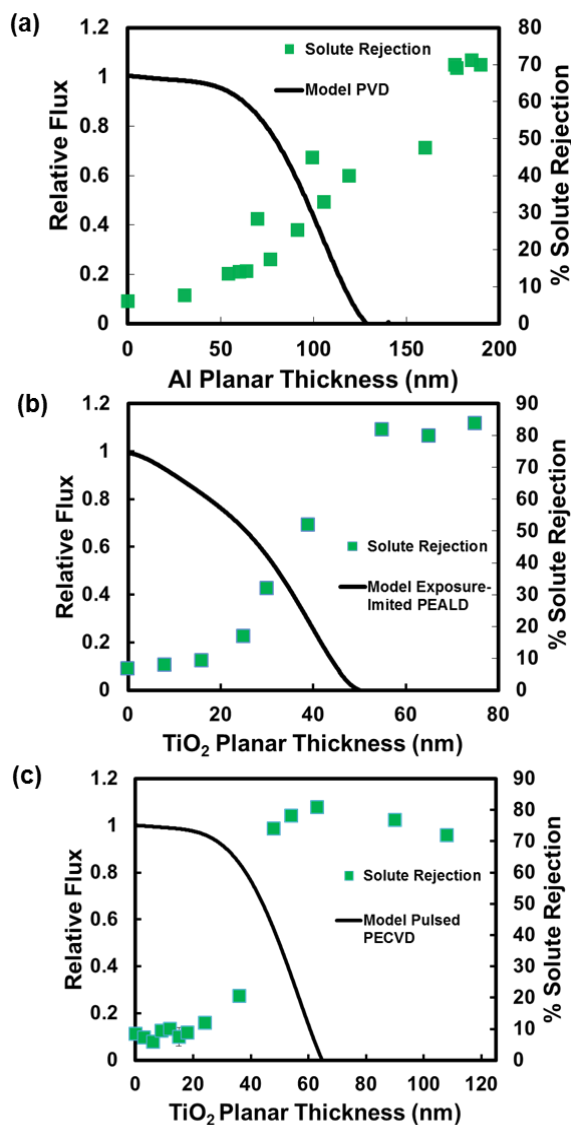 (a)
1.2
1
0.8
0.6
0.4
0.2
0
Relative Flux
Solute Rejection
Model PVD
80
70
60
50
40
30
20
10
0
% Solute Rejection
0 50 100 150 200
Al Planar Thickness (nm)
(b)
1.2
1
0.8
0.6
0.4
0.2
0
Relative Flux
Solute Rejection
Model Exposure-
lmited PEALD
90
80
70
60
50
40
30
20
10
0
% Solute Rejection
0 20 40 60 80
TiO2 Planar Thickness (nm)
(c)
1.2
1
0.8
0.6
0.4
0.2
0
Relative Flux
Solute Rejection
Model Pulsed
PECVD
90
80
70
60
50
40
30
20
10
0
% Solute Rejection
0 20 40 60 80 100 120
TiO2 Planar Thickness (nm)